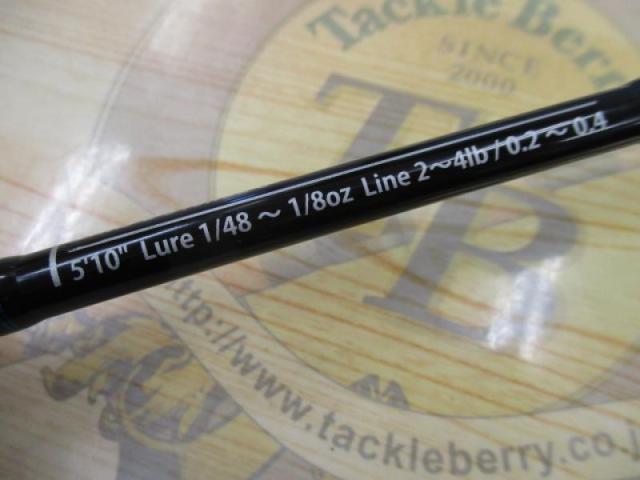 Tackle Berry
SINCE
2000
TB
5'10" Lure 1/48 ～ 1/8oz Line 2～4lb / 0.2 ～ 0.4
http://www.tackleberry.co.j